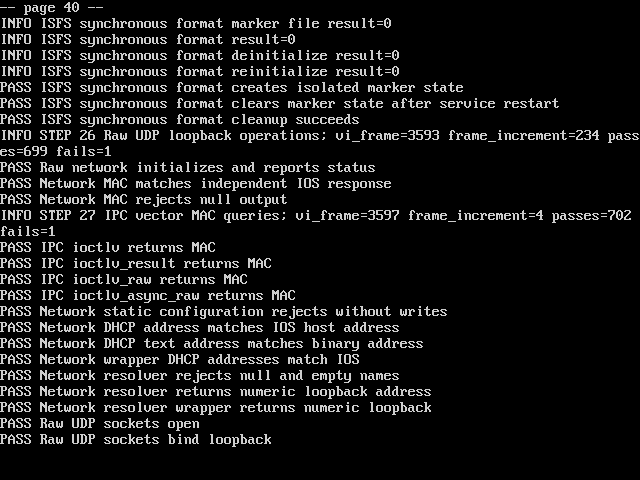 -- page 40 --
INFO ISFS synchronous format marker file result=0
INFO ISFS synchronous format result=0
INFO ISFS synchronous format deinitialize result=0
INFO ISFS synchronous format reinitialize result=0
PASS ISFS synchronous format creates isolated marker state
PASS ISFS synchronous format clears marker state after service restart
PASS ISFS synchronous format cleanup succeeds
INFO STEP 26 Raw UDP loopback operations; vi_frame=3593 frame_increment=234 pass
es=699 fails=1
PASS Raw network initializes and reports status
PASS Network MAC matches independent IOS response
PASS Network MAC rejects null output
INFO STEP 27 IPC vector MAC queries; vi_frame=3597 frame_increment=4 passes=702
fails=1
PASS IPC ioctlv returns MAC
PASS IPC ioctlv_result returns MAC
PASS IPC ioctlv_raw returns MAC
PASS IPC ioctlv_async_raw returns MAC
PASS Network static configuration rejects without writes
PASS Network DHCP address matches IOS host address
PASS Network DHCP text address matches binary address
PASS Network wrapper DHCP addresses match IOS
PASS Network resolver rejects null and empty names
PASS Network resolver returns numeric loopback address
PASS Network resolver wrapper returns numeric loopback
PASS Raw UDP sockets open
PASS Raw UDP sockets bind loopback